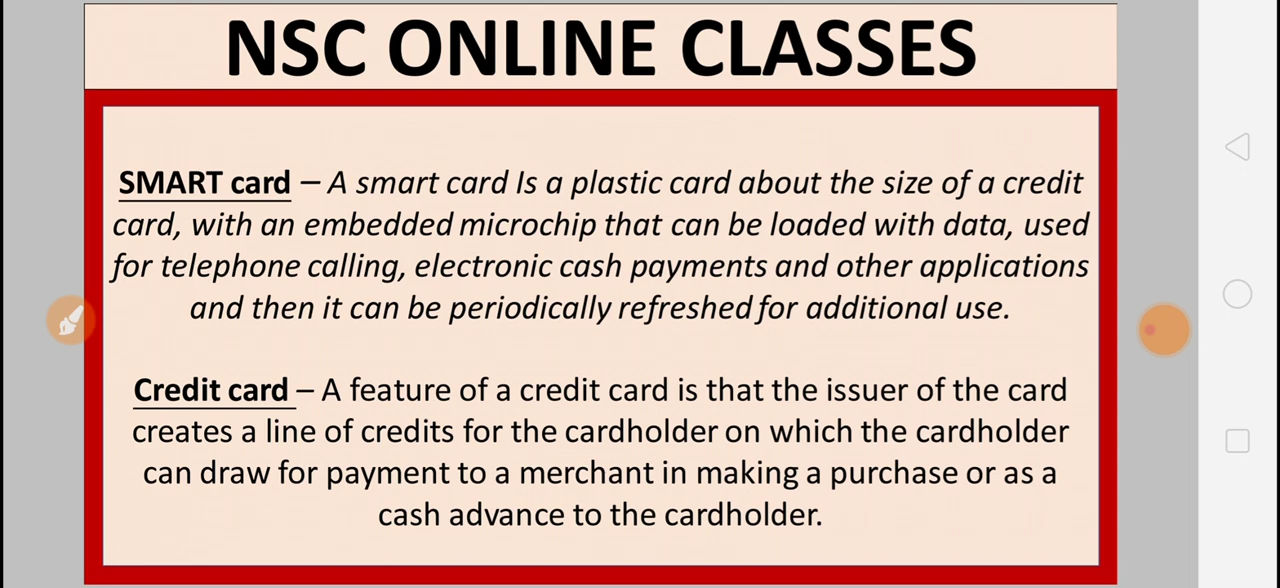 NSC ONLINE CLASSES
SMART card – A smart card Is a plastic card about the size of a credit
card, with an embedded microchip that can be loaded with data, used
for telephone calling, electronic cash payments and other applications
and then it can be periodically refreshed for additional use.
Credit card – A feature of a credit card is that the issuer of the card
creates a line of credits for the cardholder on which the cardholder
can draw for payment to a merchant in making a purchase or as a
cash advance to the cardholder.